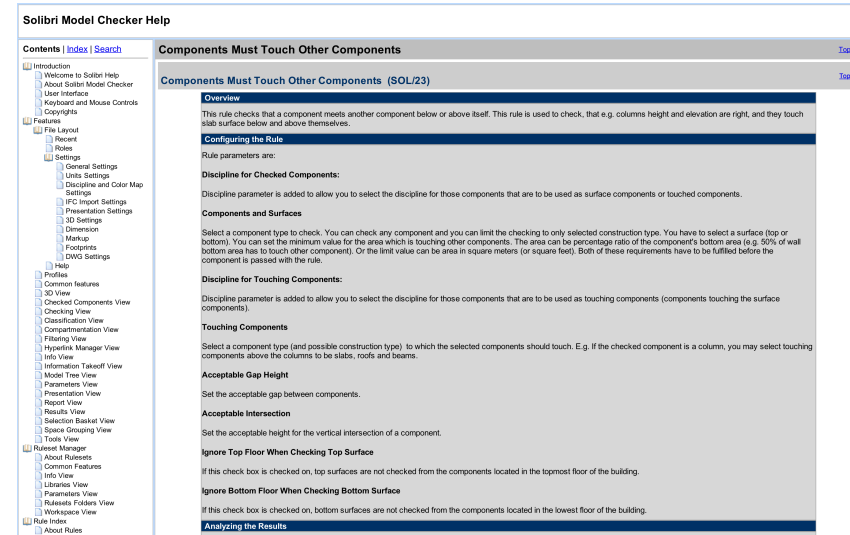 Solibri Model Checker Help
Contents | Index | Search
Introduction
Welcome to Solibri Help
About Solibri Model Checker
User Interface
Keyboard and Mouse Controls
Copyrights
Features
File Layout
Recent
Roles
Settings
General Settings
Units Settings
Discipline and Color Map
Settings
IFC Import Settings
Presentation Settings
3D Settings
Dimension
Markup
Footprints
DWG Settings
Help
Profiles
Common features
3D View
Checked Components View
Checking View
Classification View
Compartmentation View
Filtering View
Hyperlink Manager View
Info View
Information Takeoff View
Model Tree View
Parameters View
Presentation View
Report View
Results View
Selection Basket View
Space Grouping View
Tools View
Ruleset Manager
About Rulesets
Common Features
Info View
Libraries View
Parameters View
Rulesets Folders View
Workspace View
Rule Index
About Rules
Components Must Touch Other Components
Top
Components Must Touch Other Components (SOL/23)
Top
Overview
This rule checks that a component meets another component below or above itself. This rule is used to check, that e.g. columns height and elevation are right, and they touch
slab surface below and above themselves.
Configuring the Rule
Rule parameters are:
Discipline for Checked Components:
Discipline parameter is added to allow you to select the discipline for those components that are to be used as surface components or touched components.
Components and Surfaces
Select a component type to check. You can check any component and you can limit the checking to only selected construction type. You have to select a surface (top or
bottom). You can set the minimum value for the area which is touching other components. The area can be percentage ratio of the component's bottom area (e.g. 50% of wall
bottom area has to touch other component). Or the limit value can be area in square meters (or square feet). Both of these requirements have to be fulfilled before the
component is passed with the rule.
Discipline for Touching Components:
Discipline parameter is added to allow you to select the discipline for those components that are to be used as touching components (components touching the surface
components).
Touching Components
Select a component type (and possible construction type) to which the selected components should touch. E.g. If the checked component is a column, you may select touching
components above the columns to be slabs, roofs and beams.
Acceptable Gap Height
Set the acceptable gap between components.
Acceptable Intersection
Set the acceptable height for the vertical intersection of a component.
Ignore Top Floor When Checking Top Surface
If this check box is checked on, top surfaces are not checked from the components located in the topmost floor of the building.
Ignore Bottom Floor When Checking Bottom Surface
If this check box is checked on, bottom surfaces are not checked from the components located in the lowest floor of the building.
Analyzing the Results